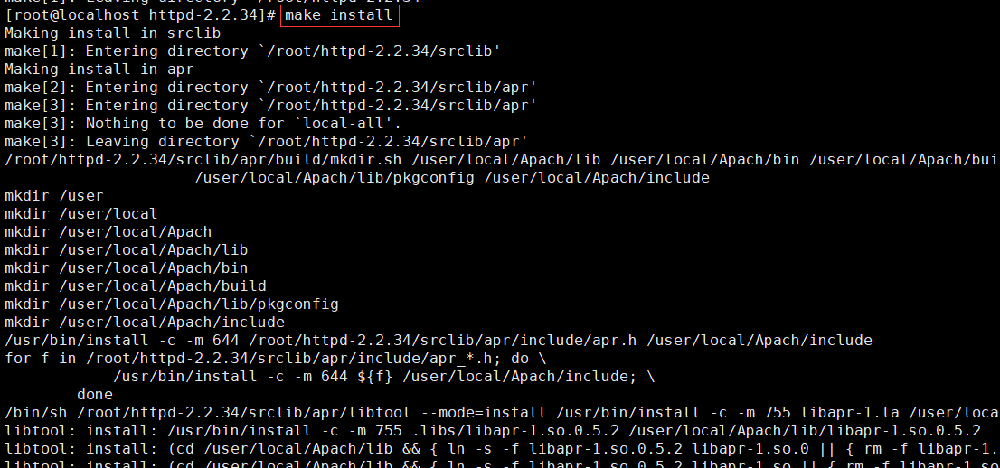 [root@localhost httpd-2.2.34]# make install
Making install in srclib
make[1]: Entering directory `/root/httpd-2.2.34/srclib'
Making install in apr
make[2]: Entering directory `/root/httpd-2.2.34/srclib/apr'
make[3]: Entering directory `/root/httpd-2.2.34/srclib/apr'
make[3]: Nothing to be done for `local-all'.
make[3]: Leaving directory `/root/httpd-2.2.34/srclib/apr'
/root/httpd-2.2.34/srclib/apr/build/mkdir.sh /user/local/Apach/lib /user/local/Apach/bin /user/local/Apach/bui
/user/local/Apach/lib/pkgconfig /user/local/Apach/include
mkdir /user
mkdir /user/local
mkdir /user/local/Apach
mkdir /user/local/Apach/lib
mkdir /user/local/Apach/bin
mkdir /user/local/Apach/build
mkdir /user/local/Apach/lib/pkgconfig
mkdir /user/local/Apach/include
/usr/bin/install -c -m 644 /root/httpd-2.2.34/srclib/apr/include/apr.h /user/local/Apach/include
for f in /root/httpd-2.2.34/srclib/apr/include/apr_*.h; do \
/usr/bin/install -c -m 644 ${f} /user/local/Apach/include; \
done
/bin/sh /root/httpd-2.2.34/srclib/apr/libtool --mode=install /usr/bin/install -c -m 755 libapr-1.la /user/loca
libtool: install: /usr/bin/install -c -m 755 .libs/libapr-1.so.0.5.2 /user/local/Apach/lib/libapr-1.so.0.5.2
libtool: install: (cd /user/local/Apach/lib && { ln -s -f libapr-1.so.0.5.2 libapr-1.so.0 || { rm -f libapr-1.
libtool: install: (cd /user/local/Apach/lib && { ln -s -f libapr-1.so.0.5.2 libapr-1.so || { rm -f libapr-1.so